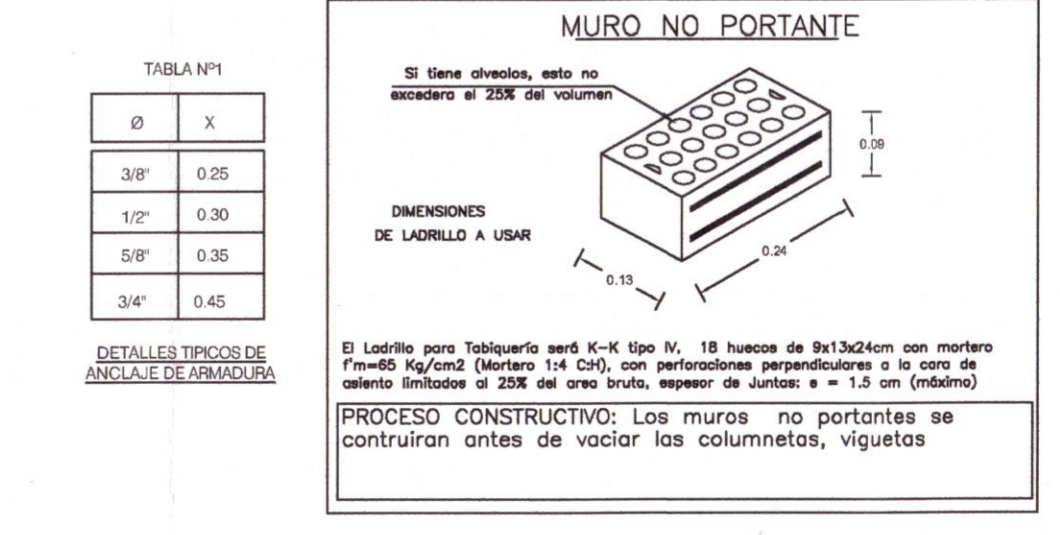 TABLA Nº1
Ø X
3/8" 0.25
1/2" 0.30
5/8" 0.35
3/4" 0.45
DETALLES TIPICOS DE
ANCLAJE DE ARMADURA
MURO NO PORTANTE
Si tiene alveolos, esto no
excedera el 25% del volumen
0.09
DIMENSIONES
DE LADRILLO A USAR
0.24
0.13
El Ladrillo para Tabiquería seró K-K tipo IV, 18 huecos de 9x13x24cm con mortero
f'm=65 Kg/cm2 (Mortero 1:4 C:H), con perforaciones perpendiculares a la cara de
asiento limitados al 25% del area bruta, espesor de Juntas: e = 1.5 cm (máximo)
PROCESO CONSTRUCTIVO: Los muros no portantes se
contruiran antes de vaciar las columnetas, viguetas